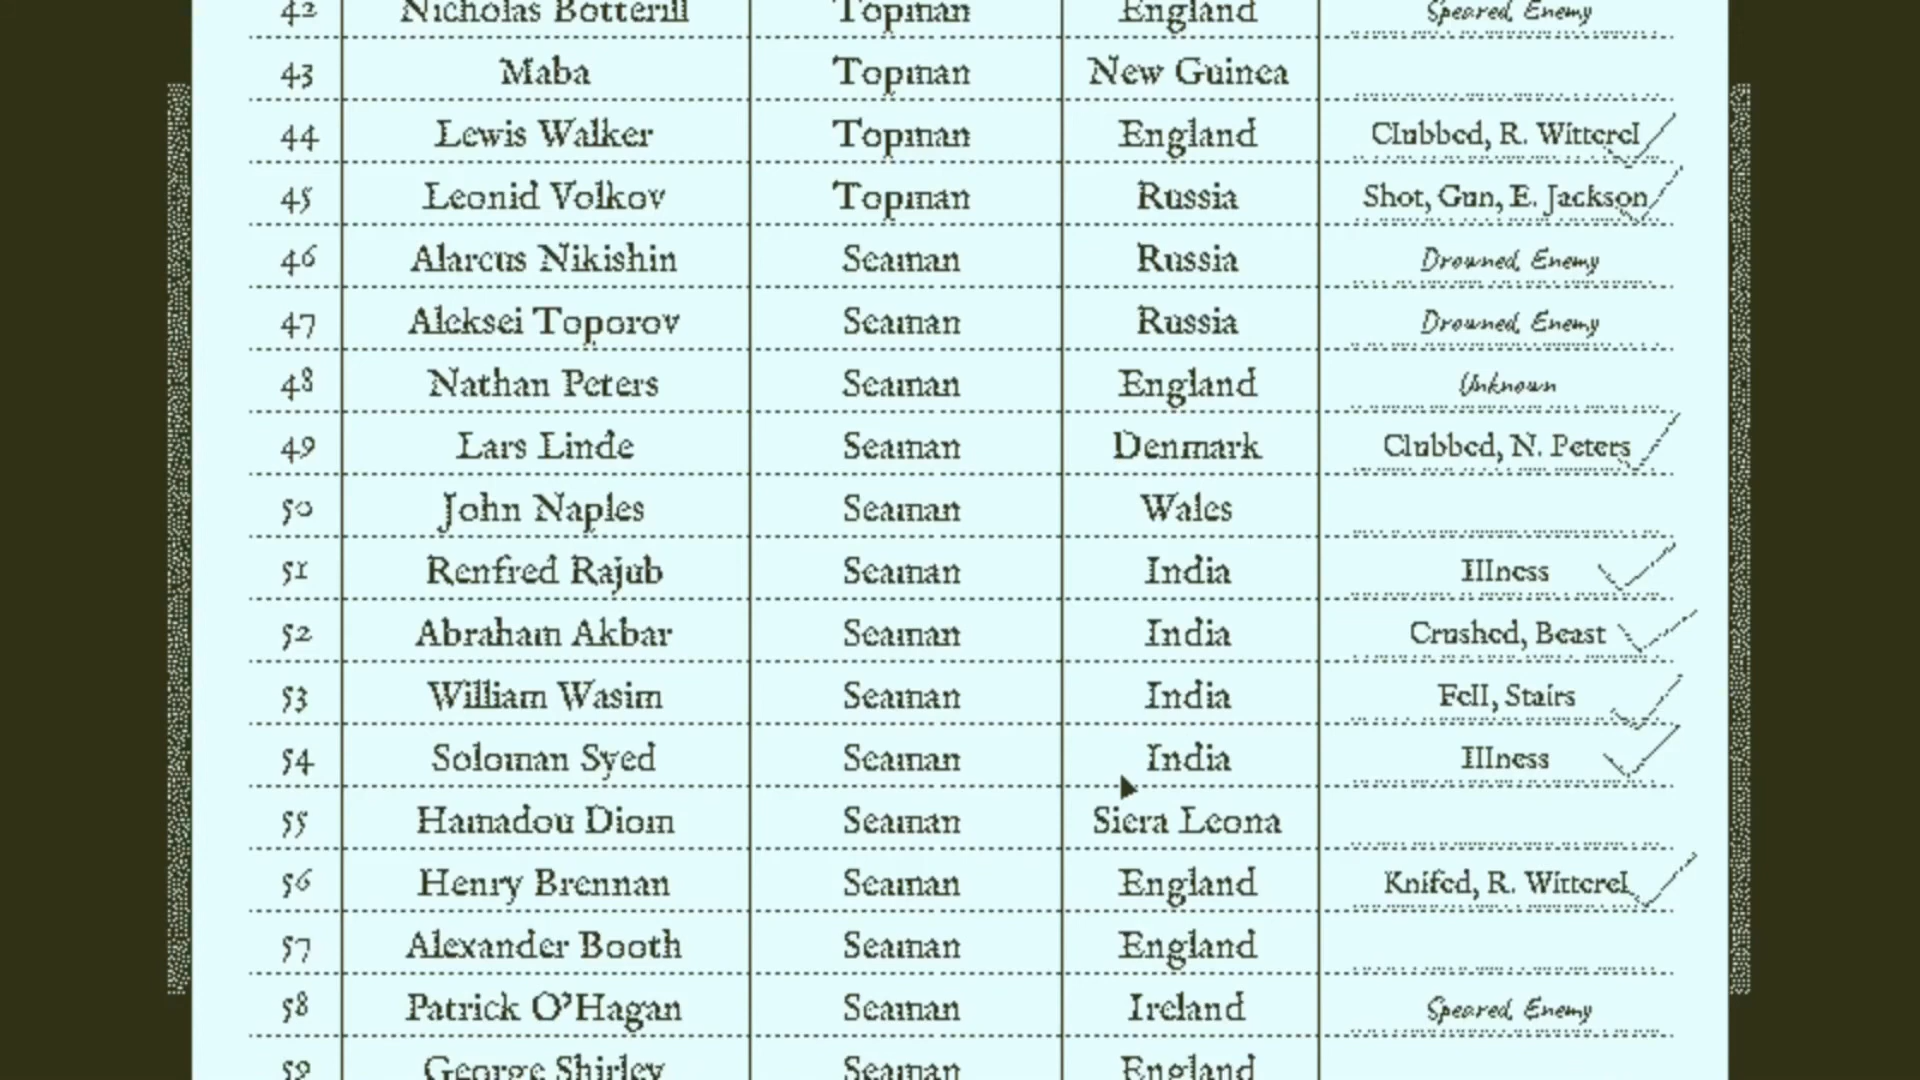 42 Nicholas Botterill Topman England Speared, Enemy
43 Maba Topman New Guinea
44 Lewis Walker Topman England Clubbed, R. Witterel
45 Leonid Volkov Topman Russia Shot, Gun, E. Jackson
46 Alarcus Nikishin Seaman Russia Drowned, Enemy
47 Aleksei Toporov Seaman Russia Drowned, Enemy
48 Nathan Peters Seaman England Unknown
49 Lars Linde Seaman Denmark Clubbed, N. Peters
50 John Naples Seaman Wales
51 Renfred Rajub Seaman India Illness
52 Abraham Akbar Seaman India Crushed, Beast
53 William Wasim Seaman India Fell, Stairs
54 Soloman Syed Seaman India Illness
55 Hamadou Diom Seaman Siera Leona
56 Henry Brennan Seaman England Knifed, R. Witterel
57 Alexander Booth Seaman England
58 Patrick O'Hagan Seaman Ireland Speared, Enemy
59 George Shirley Seaman England